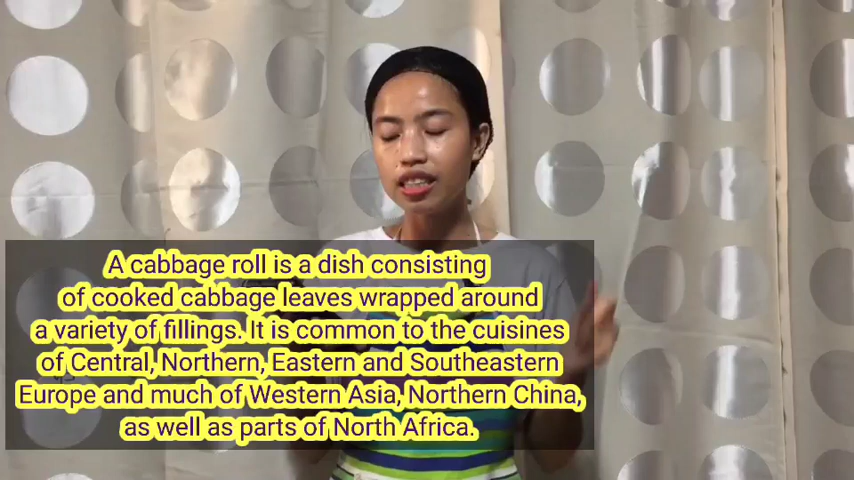 A cabbage roll is a dish consisting
of cooked cabbage leaves wrapped around
a variety of fillings. It is common to the cuisines
of Central, Northern, Eastern and Southeastern
Europe and much of Western Asia, Northern China,
as well as parts of North Africa.